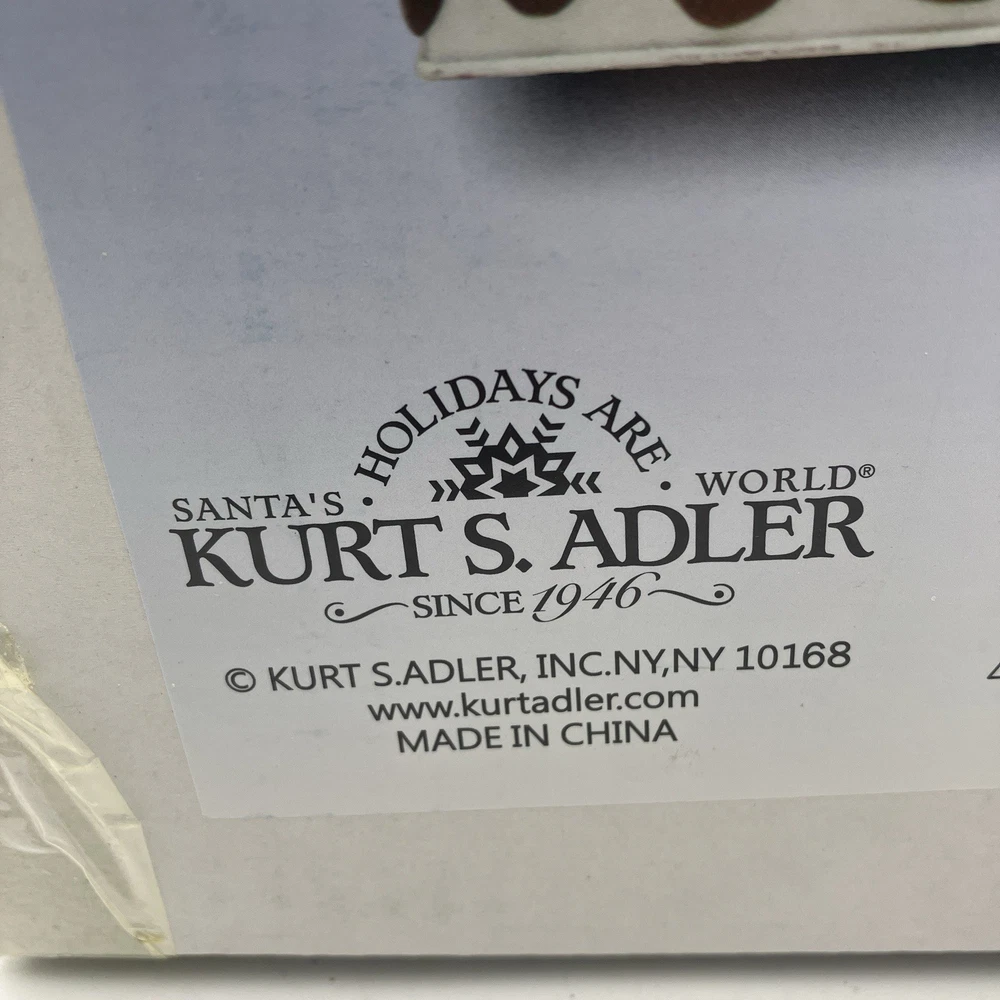 HOLIDAYS ARE
SANTA'S · · WORLD®
KURT S. ADLER
SINCE 1946
© KURT S.ADLER, INC.NY,NY 10168
www.kurtadler.com
MADE IN CHINA